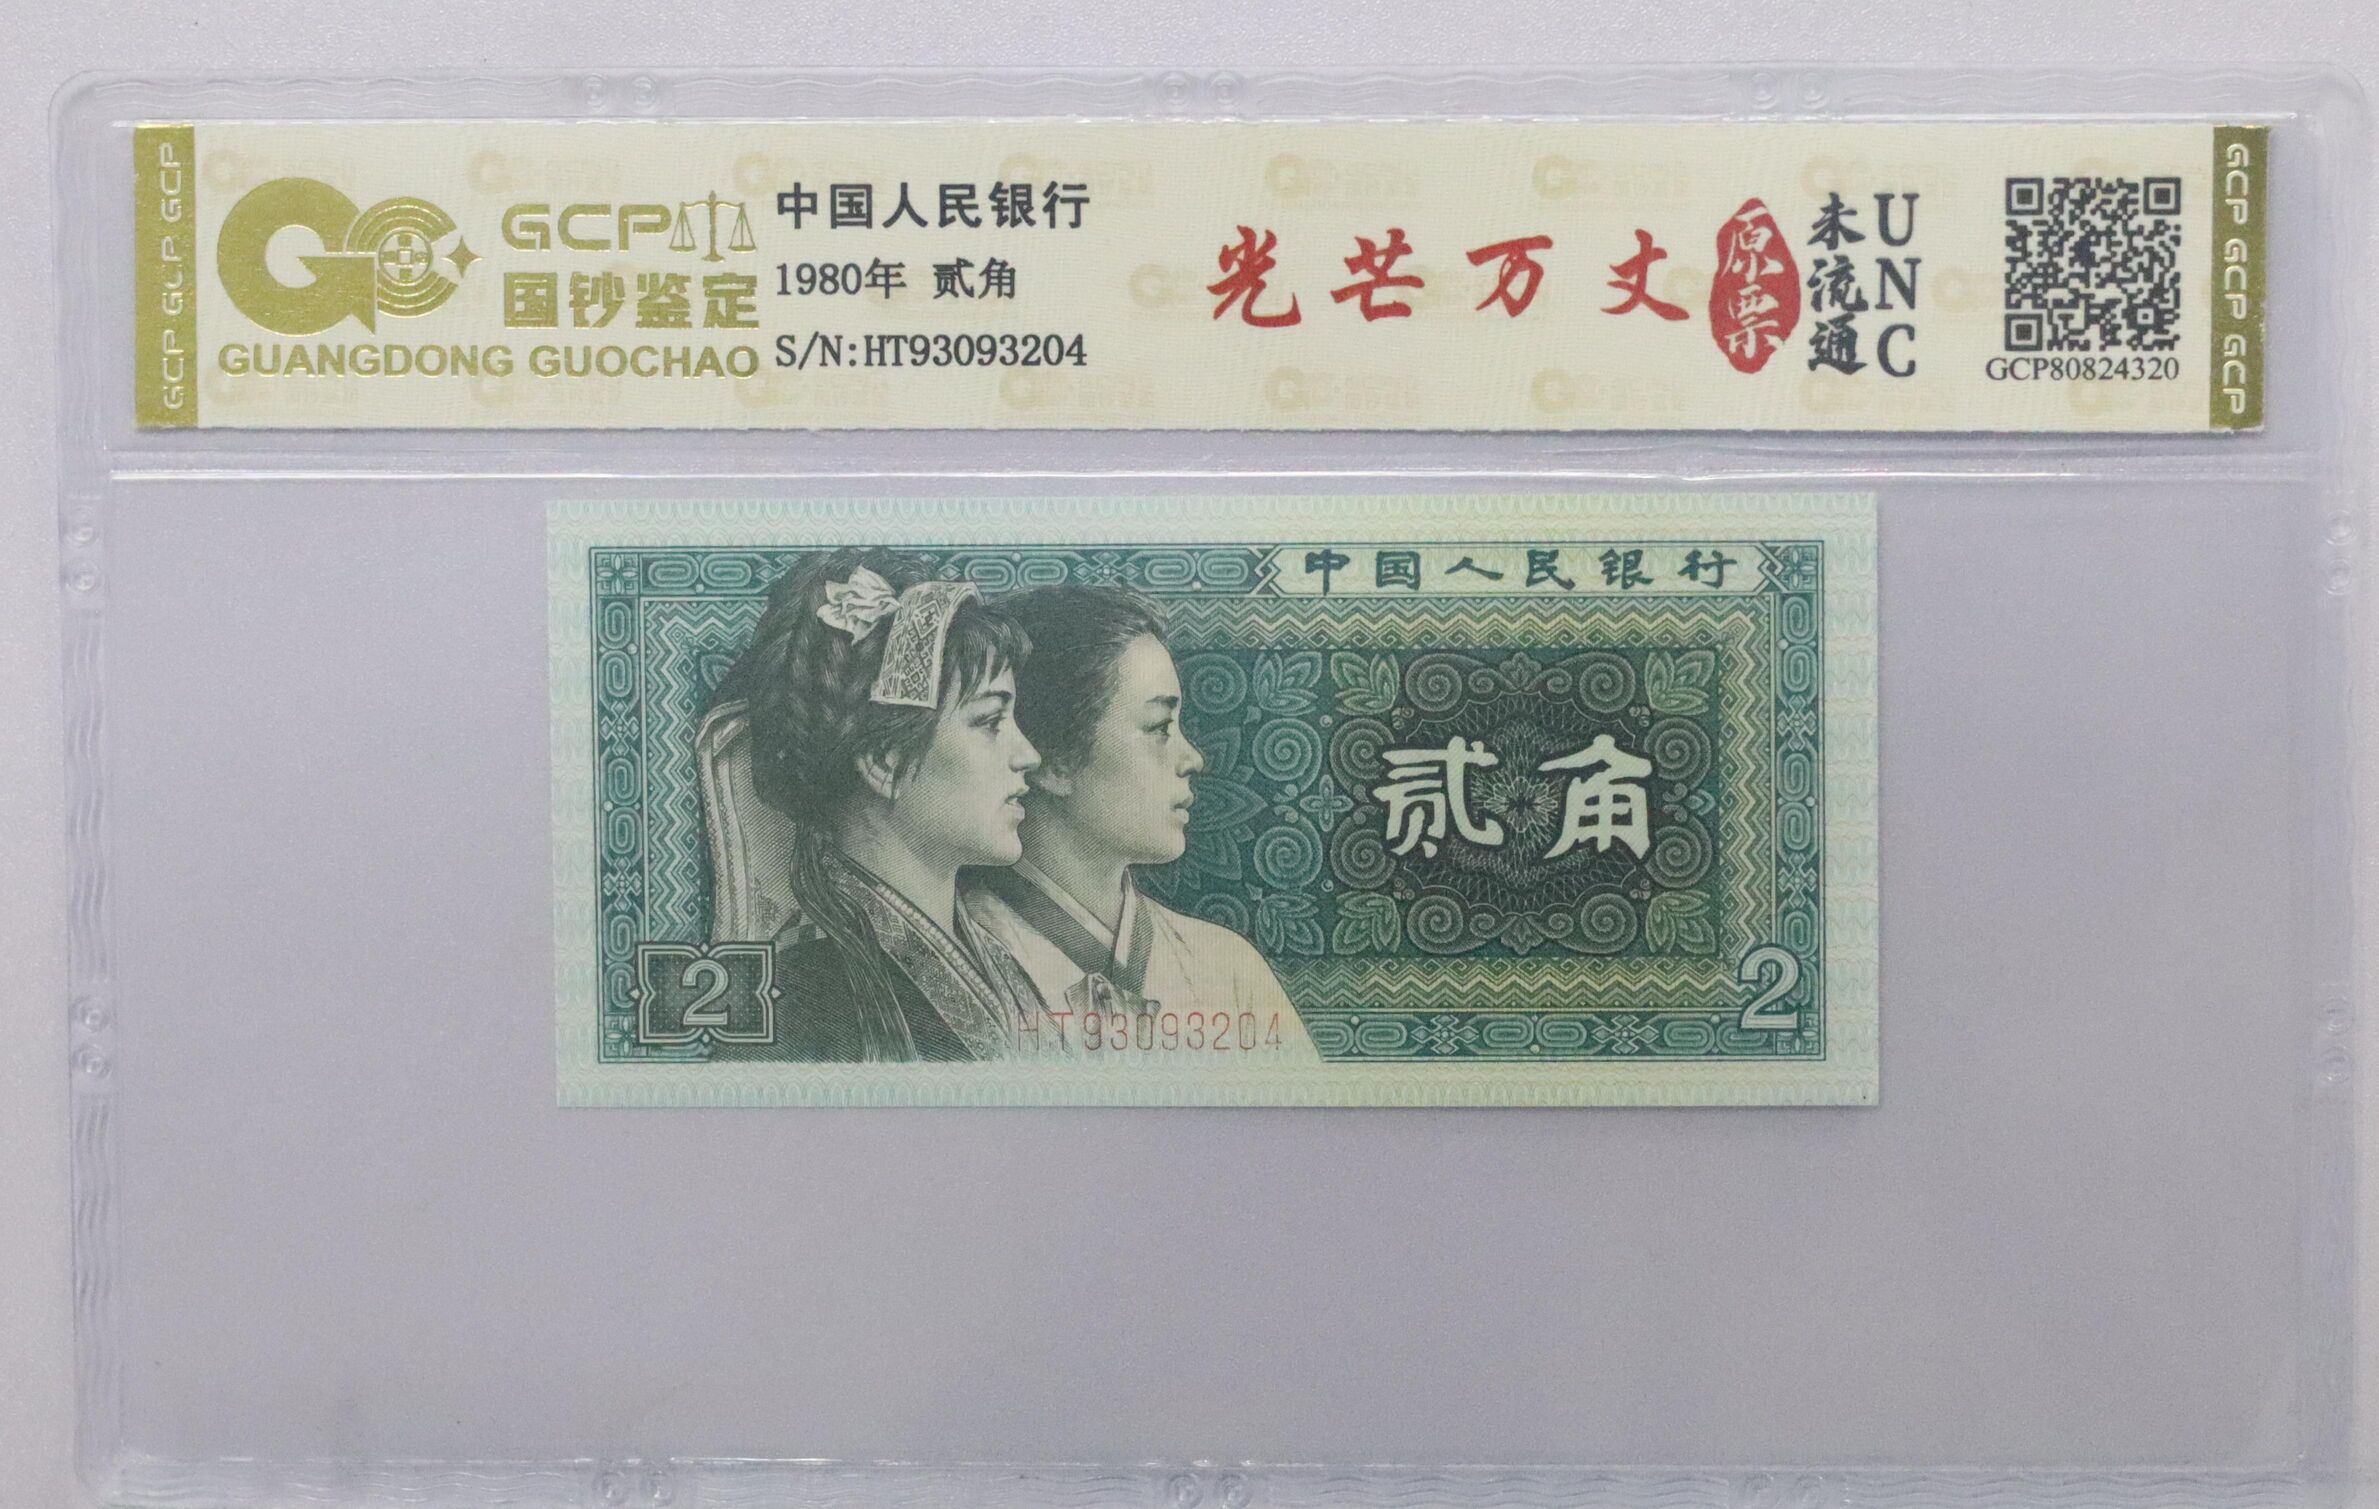 GCP GCP GCP
GCP
国钞鉴定
GUANGDONG GUOCHAO
中国人民银行
1980年 贰角
S/N:HT93093204
光芒万丈
原票
未流通
UNC
GCP80824320
GCP GCP GCP
中国人民银行
贰角
2
HT93093204
2